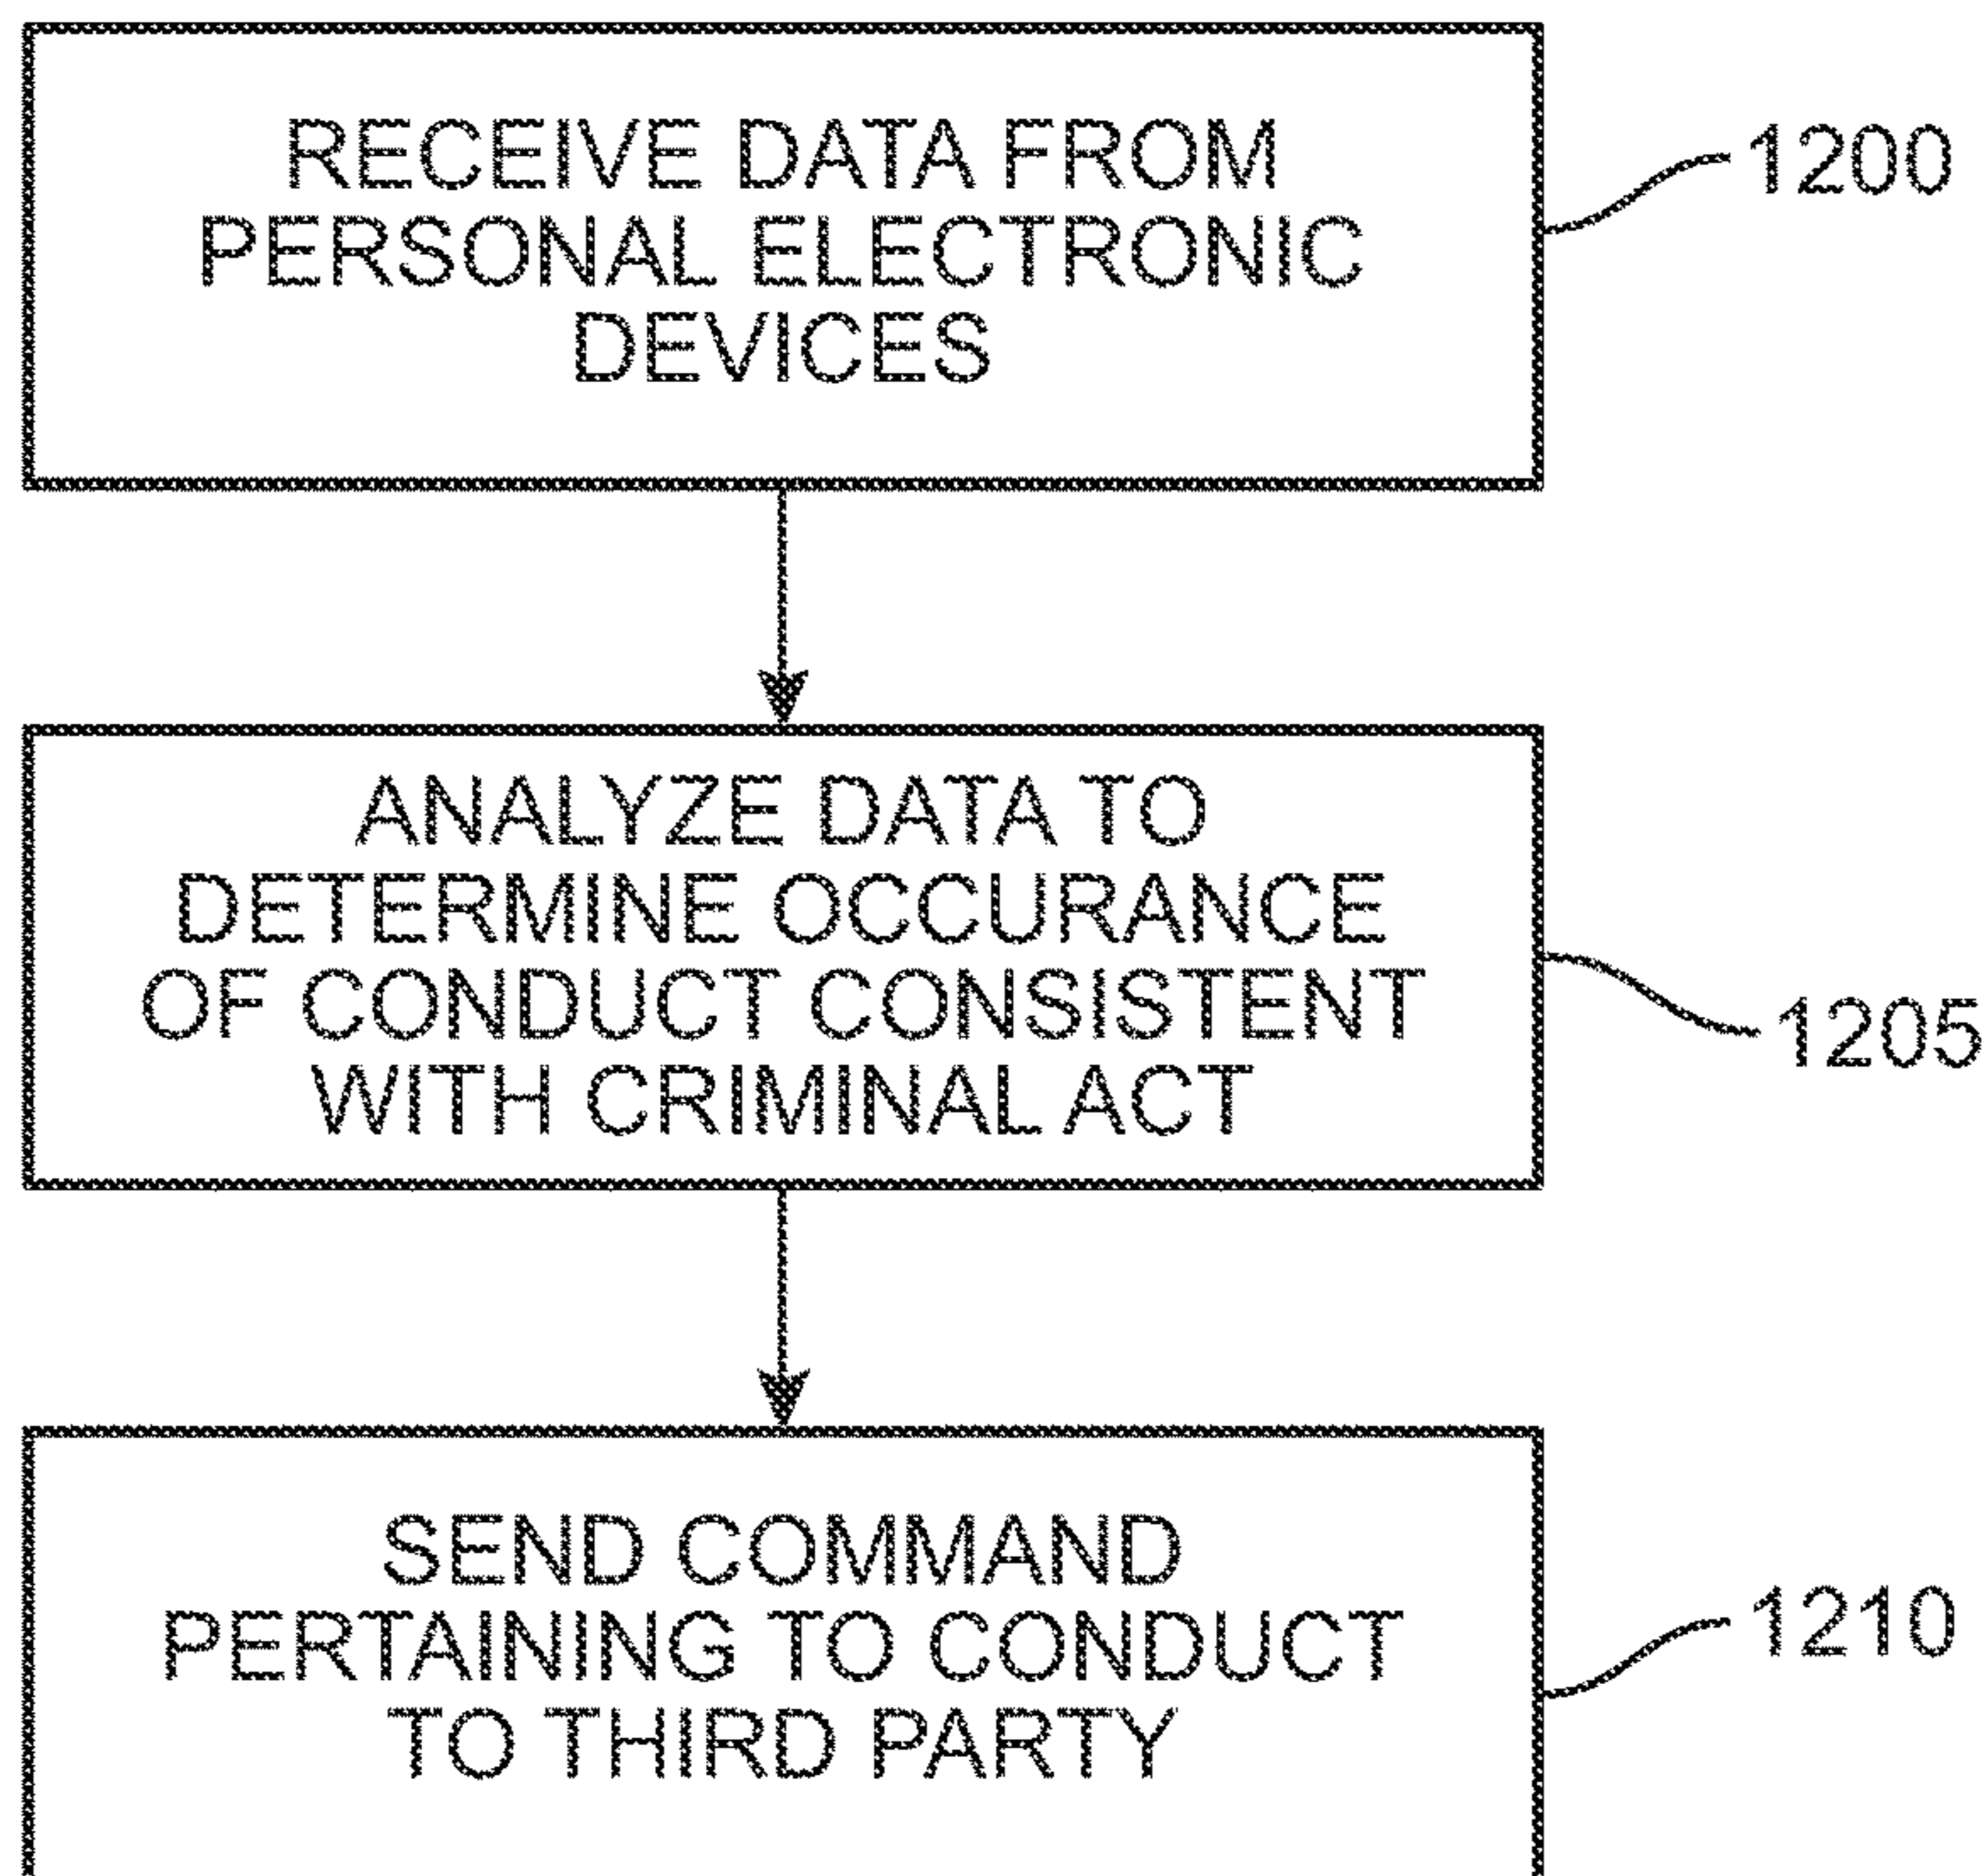 RECEIVE DATA FROM
PERSONAL ELECTRONIC
DEVICES
1200
ANALYZE DATA TO
DETERMINE OCCURANCE
OF CONDUCT CONSISTENT
WITH CRIMINAL ACT
1205
SEND COMMAND
PERTAINING TO CONDUCT
TO THIRD PARTY
1210